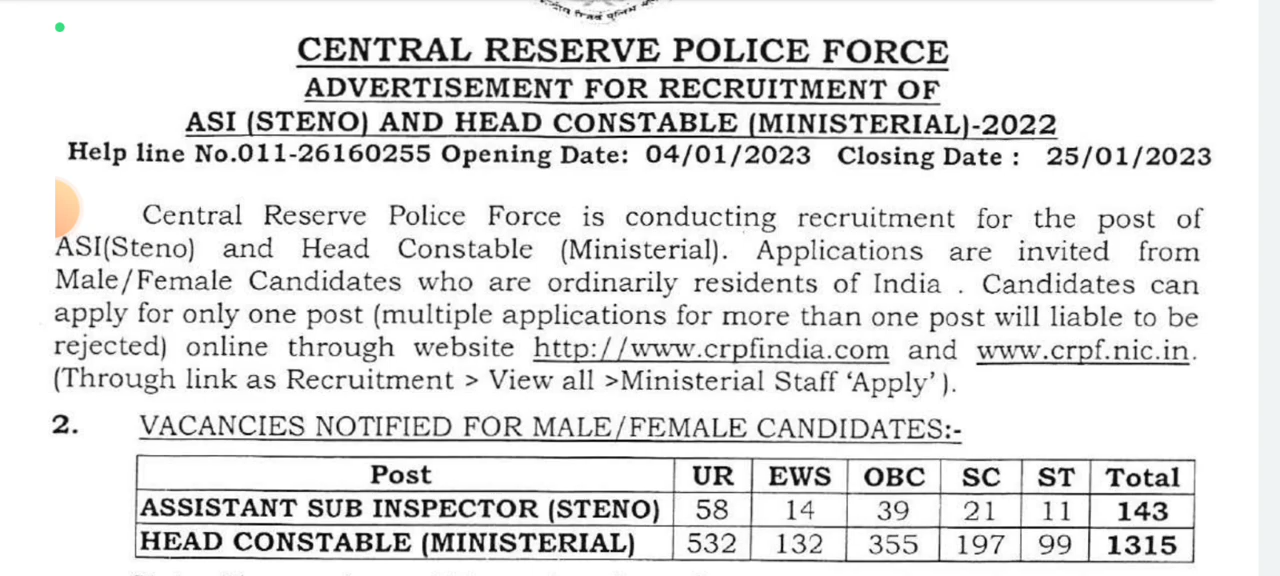 CENTRAL RESERVE POLICE FORCE
ADVERTISEMENT FOR RECRUITMENT OF
ASI (STENO) AND HEAD CONSTABLE (MINISTERIAL)-2022
Help line No.011-26160255 Opening Date: 04/01/2023 Closing Date : 25/01/2023
Central Reserve Police Force is conducting recruitment for the post of
ASI(Steno) and Head Constable (Ministerial). Applications are invited from
Male/Female Candidates who are ordinarily residents of India . Candidates can
apply for only one post (multiple applications for more than one post will liable to be
rejected) online through website http://www.crpfindia.com and www.crpf.nic.in.
(Through link as Recruitment > View all >Ministerial Staff ‘Apply’ ).
2. VACANCIES NOTIFIED FOR MALE/FEMALE CANDIDATES:-
Post UR EWS OBC SC ST Total
ASSISTANT SUB INSPECTOR (STENO) 58 14 39 21 11 143
HEAD CONSTABLE (MINISTERIAL) 532 132 355 197 99 1315